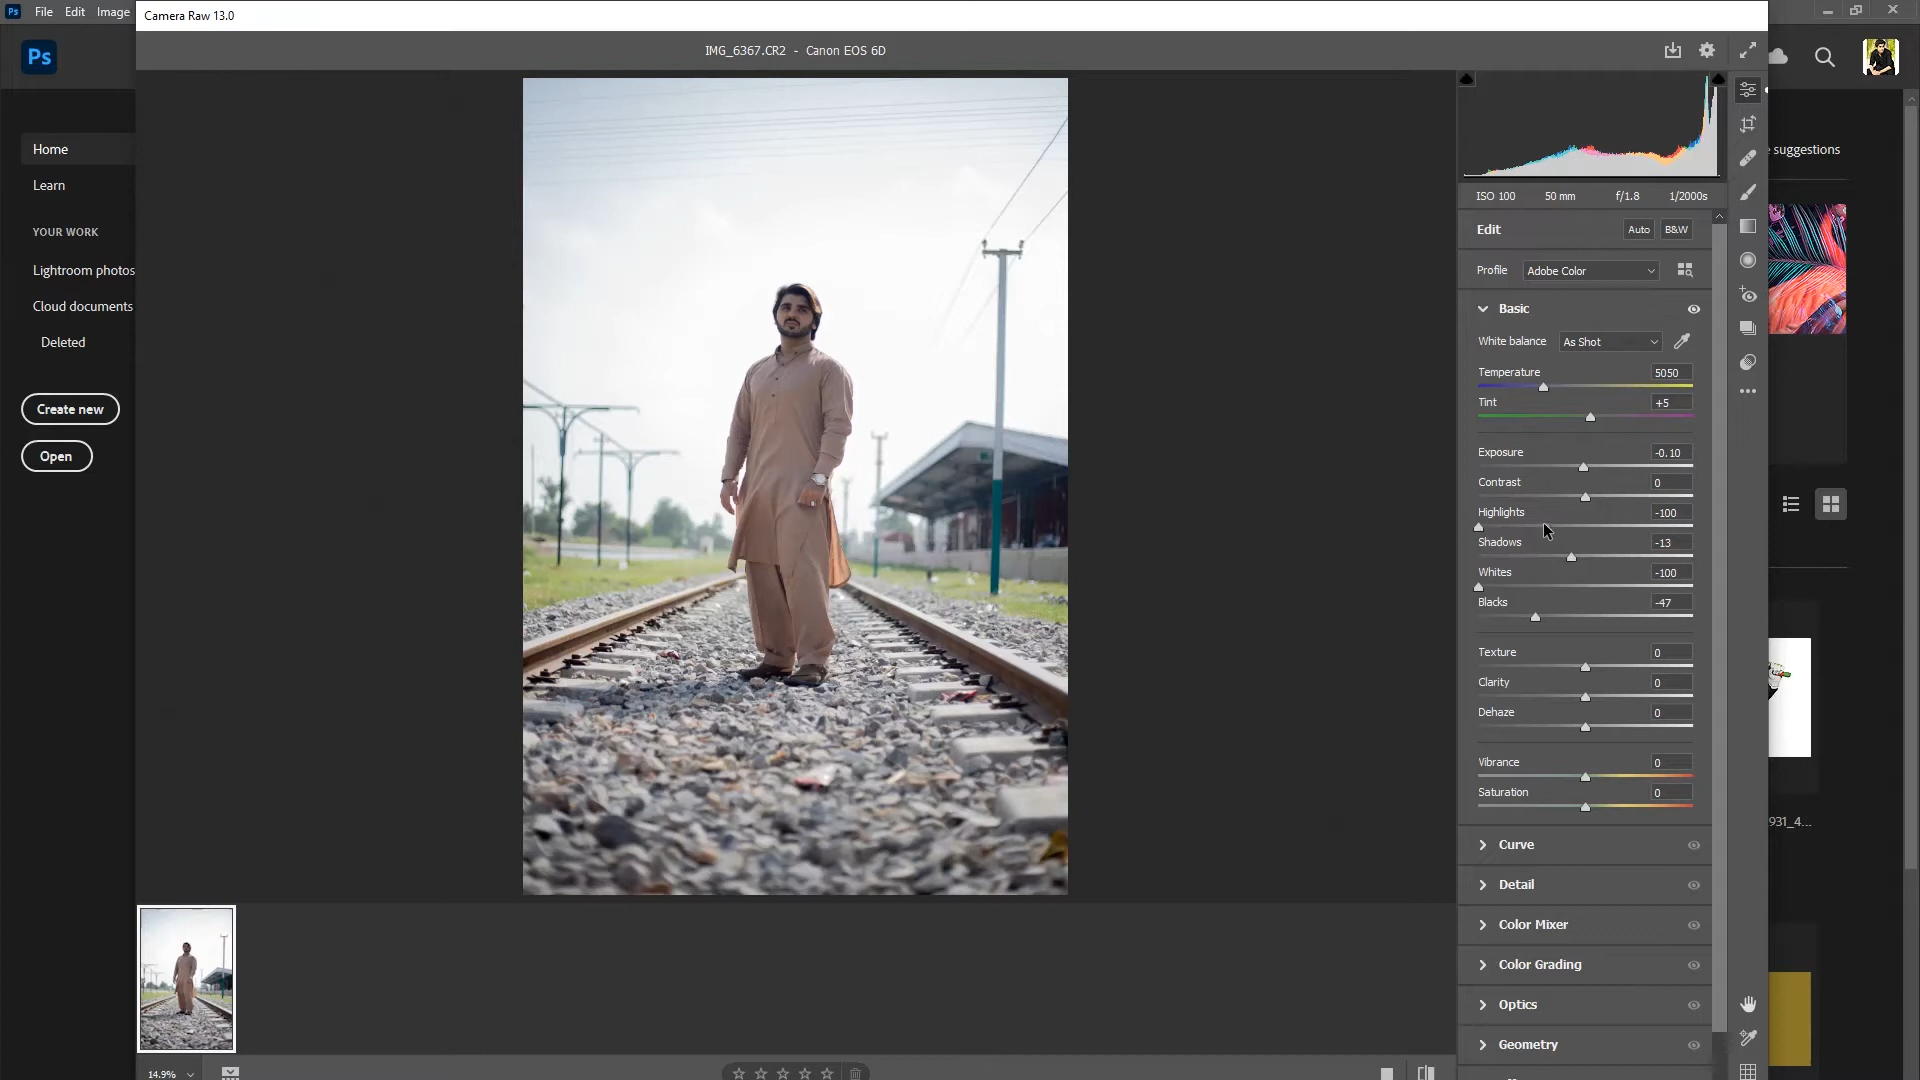 Ps File Edit Image
Camera Raw 13.0
IMG_6367.CR2 - Canon EOS 6D
Ps
Home
Learn
YOUR WORK
Lightroom photos
Cloud documents
Deleted
Create new
Open
ISO 100 50 mm f/1.8 1/2000s
Edit Auto B&W
Profile Adobe Color
Basic
White balance As Shot
Temperature 5050
Tint +5
Exposure -0.10
Contrast 0
Highlights -100
Shadows -13
Whites -100
Blacks -47
Texture 0
Clarity 0
Dehaze 0
Vibrance 0
Saturation 0
Curve
Detail
Color Mixer
Color Grading
Optics
Geometry
suggestions
931_4...
14.9%